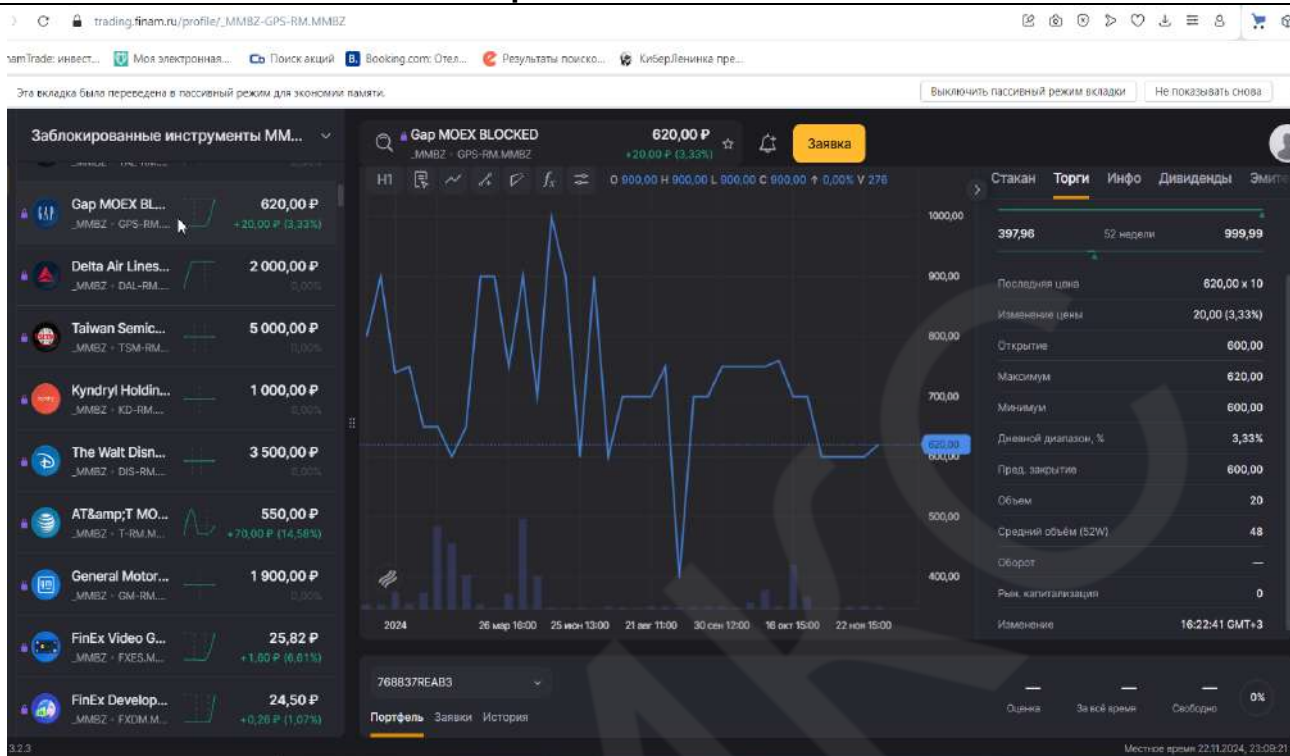 trading.finam.ru/profile/_MMBZ-GPS-RM.MMBZ
Моя электронная...
Поиск акций
Booking.com: Отел...
Результаты поиско...
КиберЛенинка пре...
Эта вкладка была переведена в пассивный режим для экономии памяти.
Выключить пассивный режим вкладки
Не показывать снова
Заблокированные инструменты ММ...
Gap MOEX BL...
620,00 ₽
_MMBZ · GPS-RM....
+20,00 ₽ (3,33%)
Delta Air Lines...
2 000,00 ₽
_MMBZ · DAL-RM....
0,00%
Taiwan Semic...
5 000,00 ₽
_MMBZ · TSM-RM....
0,00%
Kyndryl Holdin...
1 000,00 ₽
_MMBZ · KD-RM....
0,00%
The Walt Disn...
3 500,00 ₽
_MMBZ · DIS-RM....
0,00%
AT&amp;T MO...
550,00 ₽
_MMBZ · T-RM.M...
+70,00 ₽ (14,58%)
General Motor...
1 900,00 ₽
_MMBZ · GM-RM....
0,00%
FinEx Video G...
25,82 ₽
_MMBZ · FXES.M...
+1,60 ₽ (6,61%)
FinEx Develop...
24,50 ₽
_MMBZ · FXDM.M...
+0,26 ₽ (1,07%)
3.2.3
Gap MOEX BLOCKED
620,00 ₽
_MMBZ · GPS-RM.MMBZ
+20,00 ₽ (3,33%)
Заявка
H1
O 900,00 H 900,00 L 900,00 C 900,00 ↑ 0,00% V 276
1000,00
900,00
800,00
700,00
620,00
600,00
500,00
400,00
2024
26 мар 16:00
25 июн 13:00
21 авг 11:00
30 сен 12:00
16 окт 15:00
22 ноя 15:00
768837REAB3
Портфель Заявки История
Стакан Торги Инфо Дивиденды
397,96
52 недели
999,99
Последняя цена
620,00 x 10
Изменение цены
20,00 (3,33%)
Открытие
600,00
Максимум
620,00
Минимум
600,00
Дневной диапазон, %
3,33%
Пред. закрытие
600,00
Объем
20
Средний объём (52W)
48
Оборот
—
Рын. капитализация
0
Изменение
16:22:41 GMT+3
— — —
Оценка За всё время Свободно
0%
Местное время 22.11.2024, 23:09:21